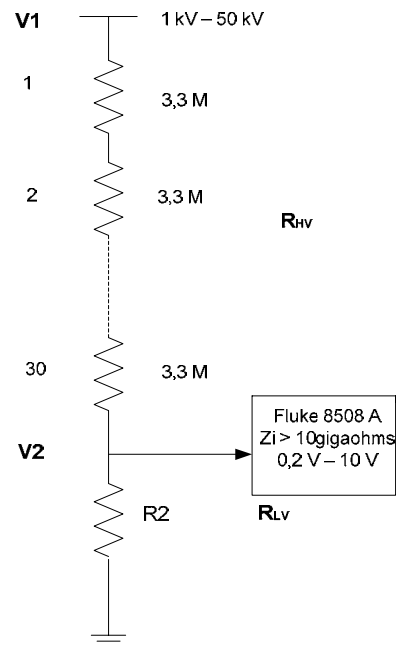 V1
1 kV – 50 kV
1
3,3 M
2
3,3 M
RHV
30
3,3 M
Fluke 8508 A
Zi > 10gigaohms
0,2 V – 10 V
V2
R2
RLV